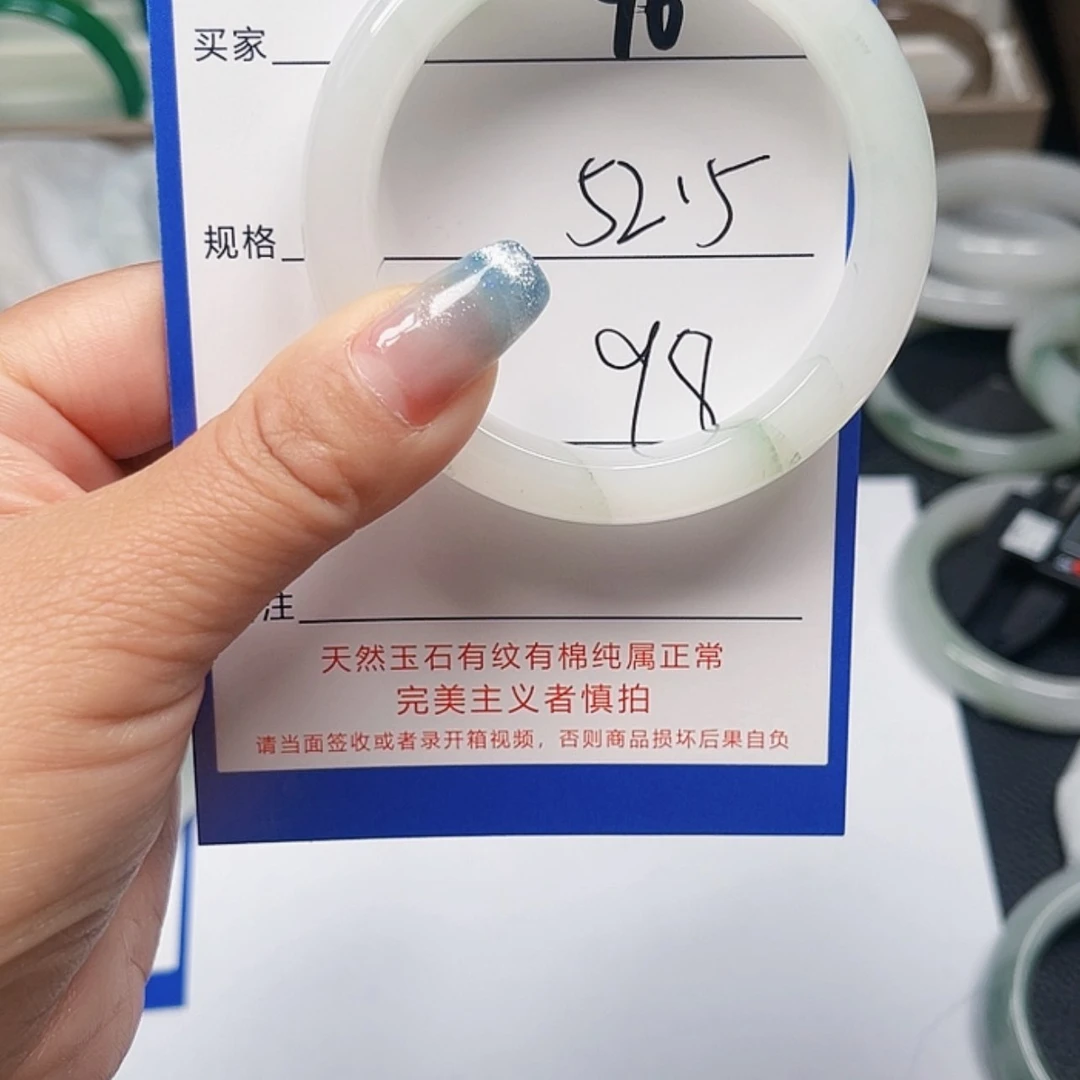 买家
规格 52.5
98
注
天然玉石有纹有棉纯属正常
完美主义者慎拍
请当面签收或者录开箱视频，否则商品损坏后果自负